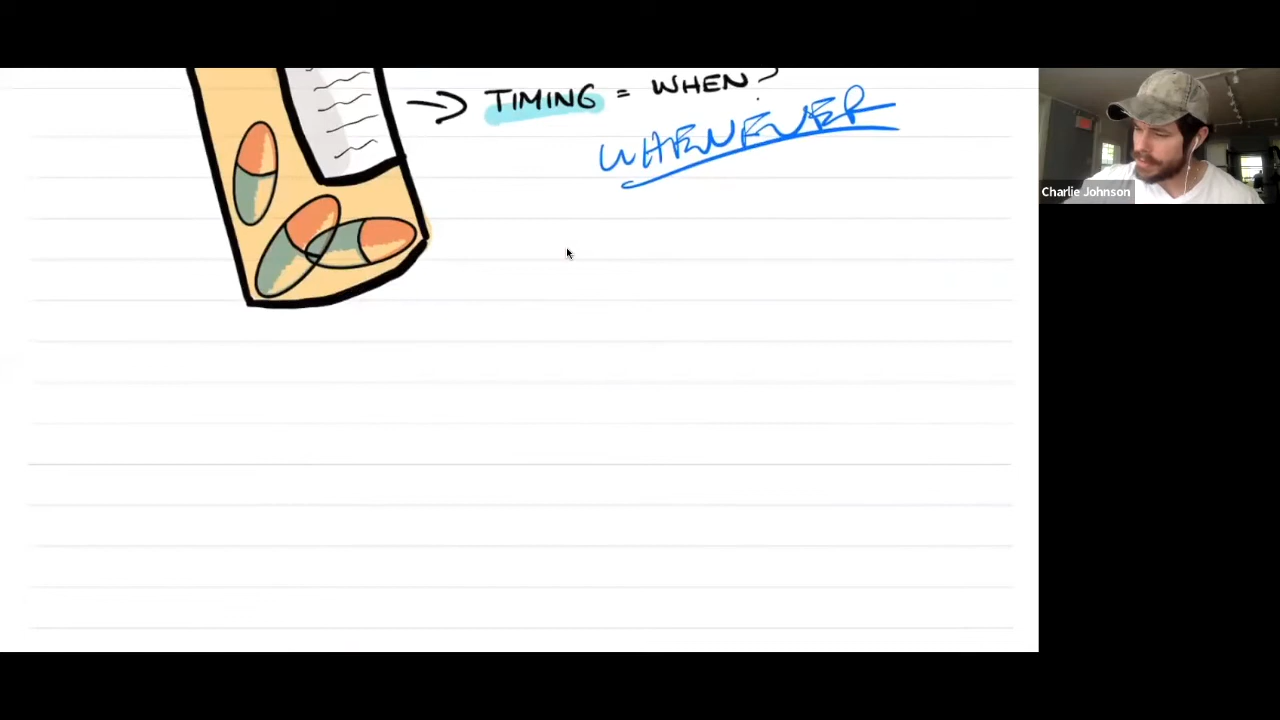 → TIMING = WHEN?
WHENEVER
Charlie Johnson